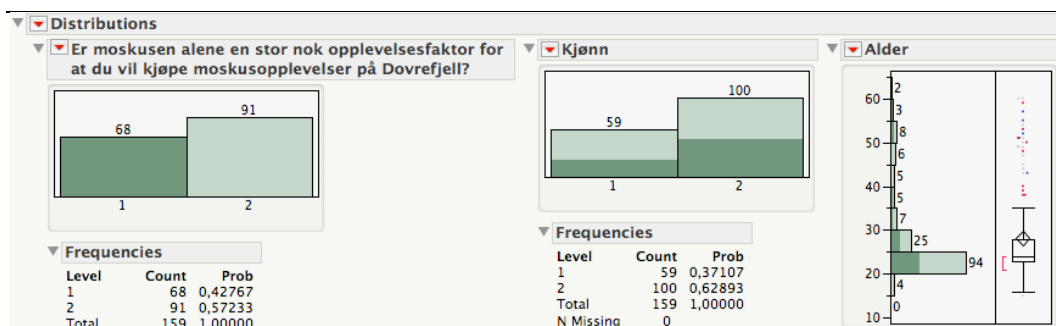 Distributions
Er moskusen alene en stor nok opplevelsesfaktor for
at du vil kjøpe moskusopplevelser på Dovrefjell?
68
91
1
2
Frequencies
Level Count Prob
1 68 0,42767
2 91 0,57233
Total 159 1,00000
Kjønn
59
100
1
2
Frequencies
Level Count Prob
1 59 0,37107
2 100 0,62893
Total 159 1,00000
N Missing 0
Alder
60
50
40
30
20
10
2
3
8
6
5
5
7
25
94
4
0